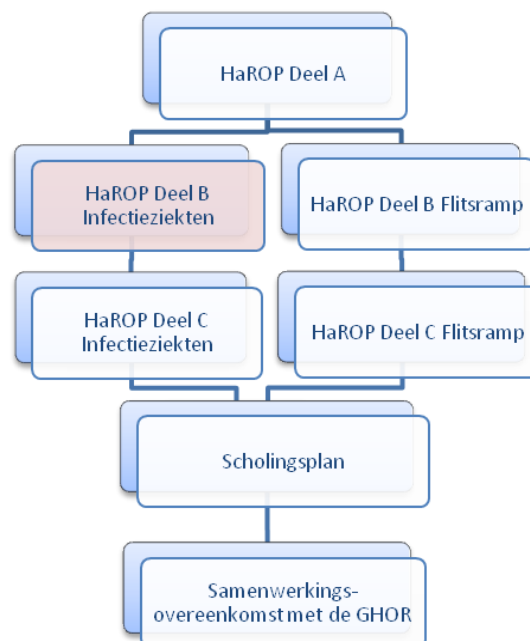 HaROP Deel A
HaROP Deel B
Infectieziekten
HaROP Deel B Flitsramp
HaROP Deel C
Infectieziekten
HaROP Deel C Flitsramp
Scholingsplan
Samenwerkings-
overeenkomst met de GHOR